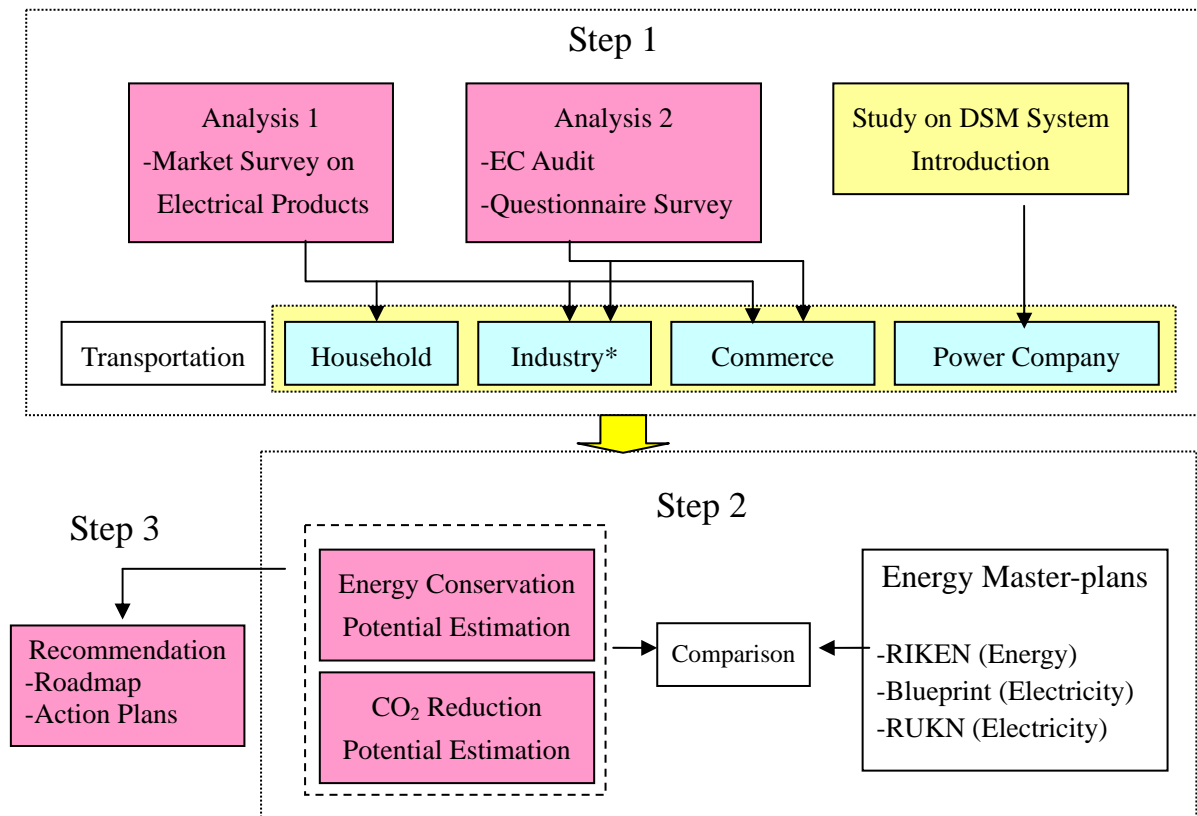 Step 1
Analysis 1
-Market Survey on
Electrical Products
Analysis 2
-EC Audit
-Questionnaire Survey
Study on DSM System
Introduction
Transportation
Household
Industry*
Commerce
Power Company
Step 2
Energy Conservation
Potential Estimation
CO₂ Reduction
Potential Estimation
Comparison
Energy Master-plans
-RIKEN (Energy)
-Blueprint (Electricity)
-RUKN (Electricity)
Step 3
Recommendation
-Roadmap
-Action Plans